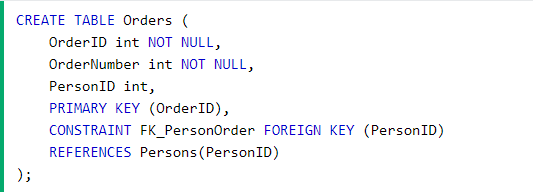 CREATE TABLE Orders (
    OrderID int NOT NULL,
    OrderNumber int NOT NULL,
    PersonID int,
    PRIMARY KEY (OrderID),
    CONSTRAINT FK_PersonOrder FOREIGN KEY (PersonID)
    REFERENCES Persons(PersonID)
);